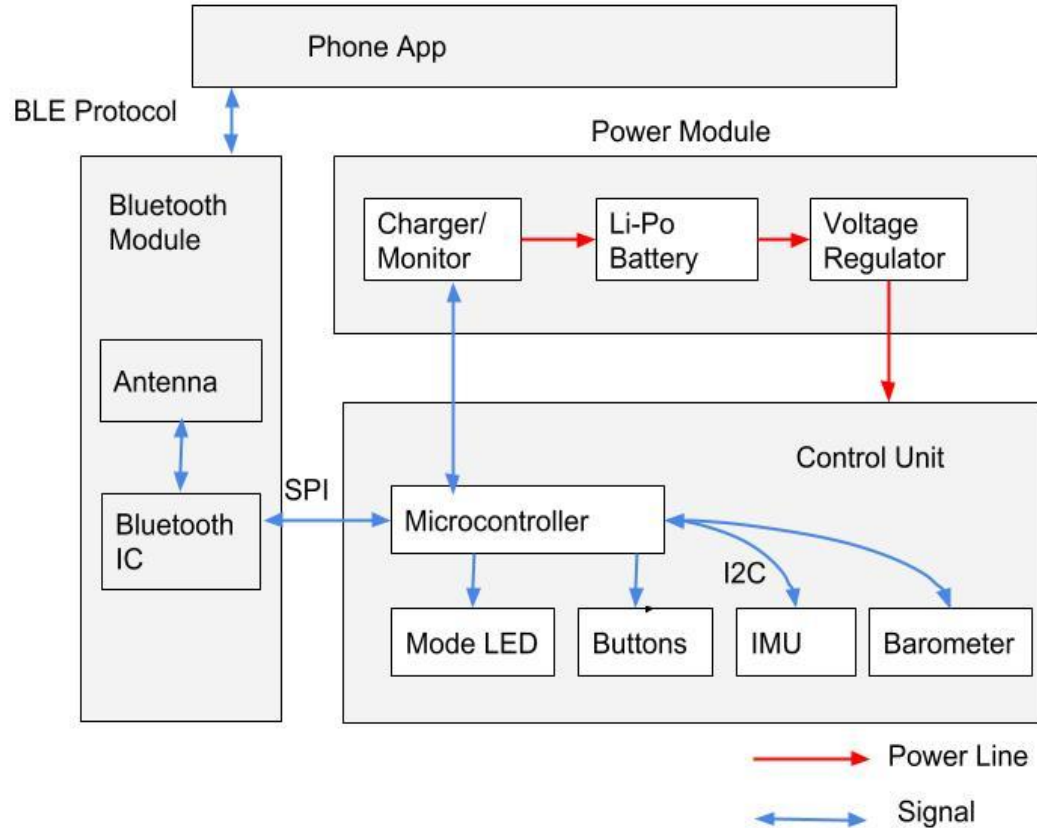 Phone App
BLE Protocol
Power Module
Bluetooth
Module
Charger/
Monitor
Li-Po
Battery
Voltage
Regulator
Antenna
Control Unit
SPI
Bluetooth
IC
Microcontroller
I2C
Mode LED
Buttons
IMU
Barometer
Power Line
Signal